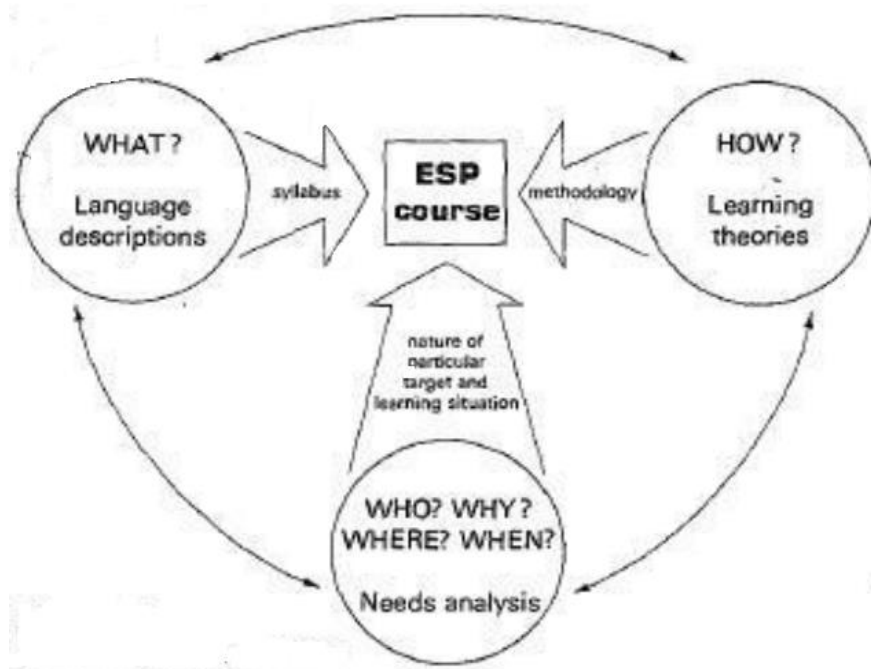 WHAT?
Language
descriptions
syllabus
ESP
course
methodology
HOW?
Learning
theories
nature of
particular
target and
learning situation
WHO? WHY?
WHERE? WHEN?
Needs analysis